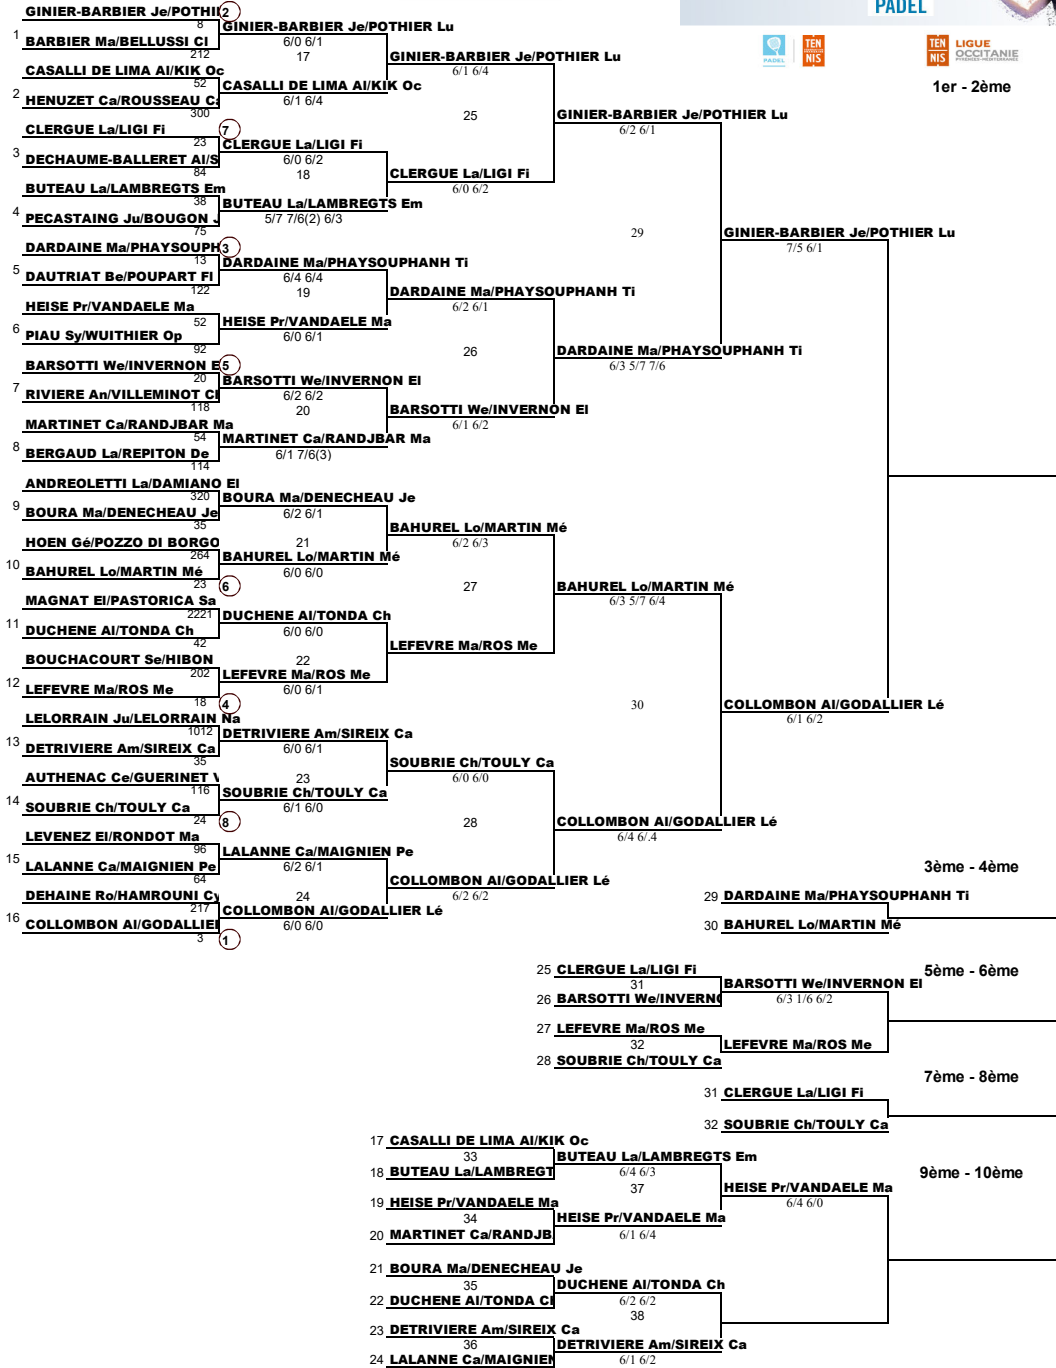 PADEL
PADEL
TEN
NIS
TEN
NIS
LIGUE
OCCITANIE
PYRÉNÉES-MÉDITERRANÉE
1er - 2ème
GINIER-BARBIER Je/POTHI 2
8
1
BARBIER Ma/BELLUSSI Cl
212
GINIER-BARBIER Je/POTHIER Lu
6/0 6/1
17
CASALLI DE LIMA Al/KIK Oc
52
2
HENUZET Ca/ROUSSEAU C
300
CASALLI DE LIMA Al/KIK Oc
6/1 6/4
GINIER-BARBIER Je/POTHIER Lu
6/1 6/4
25
CLERGUE La/LIGI Fi 7
23
3
DECHAUME-BALLERET Al/S
84
CLERGUE La/LIGI Fi
6/0 6/2
18
BUTEAU La/LAMBREGTS Em
38
4
PECASTAING Ju/BOUGON J
75
BUTEAU La/LAMBREGTS Em
5/7 7/6(2) 6/3
CLERGUE La/LIGI Fi
6/0 6/2
GINIER-BARBIER Je/POTHIER Lu
6/2 6/1
29
DARDAINE Ma/PHAYSOUPH 3
13
5
DAUTRIAT Be/POUPART Fl
122
DARDAINE Ma/PHAYSOUPHANH Ti
6/4 6/4
19
HEISE Pr/VANDAELE Ma
52
6
PIAU Sy/WUITHIER Op
92
HEISE Pr/VANDAELE Ma
6/0 6/1
DARDAINE Ma/PHAYSOUPHANH Ti
6/2 6/1
26
BARSOTTI We/INVERNON E 5
20
7
RIVIERE An/VILLEMINOT Cl
118
BARSOTTI We/INVERNON El
6/2 6/2
20
MARTINET Ca/RANDJBAR Ma
54
8
BERGAUD La/REPITON De
114
MARTINET Ca/RANDJBAR Ma
6/1 7/6(3)
BARSOTTI We/INVERNON El
6/1 6/2
DARDAINE Ma/PHAYSOUPHANH Ti
6/3 5/7 7/6
GINIER-BARBIER Je/POTHIER Lu
7/5 6/1
ANDREOLETTI La/DAMIANO El
320
9
BOURA Ma/DENECHEAU Je
35
BOURA Ma/DENECHEAU Je
6/2 6/1
21
HOEN Gé/POZZO DI BORGO
264
10
BAHUREL Lo/MARTIN Mé
23 6
BAHUREL Lo/MARTIN Mé
6/0 6/0
BAHUREL Lo/MARTIN Mé
6/2 6/3
27
MAGNAT El/PASTORICA Sa
2221
11
DUCHENE Al/TONDA Ch
42
DUCHENE Al/TONDA Ch
6/0 6/0
22
BOUCHACOURT Se/HIBON
202
12
LEFEVRE Ma/ROS Me
18 4
LEFEVRE Ma/ROS Me
6/0 6/1
LEFEVRE Ma/ROS Me
BAHUREL Lo/MARTIN Mé
6/3 5/7 6/4
30
LELORRAIN Ju/LELORRAIN Na
1012
13
DETRIVIERE Am/SIREIX Ca
35
DETRIVIERE Am/SIREIX Ca
6/0 6/1
23
AUTHENAC Ce/GUERINET V
116
14
SOUBRIE Ch/TOULY Ca
24 8
SOUBRIE Ch/TOULY Ca
6/1 6/0
SOUBRIE Ch/TOULY Ca
6/0 6/0
28
LEVENEZ El/RONDOT Ma
96
15
LALANNE Ca/MAIGNIEN Pe
64
LALANNE Ca/MAIGNIEN Pe
6/2 6/1
24
DEHAINE Ro/HAMROUNI Cy
217
16
COLLOMBON Al/GODALLIE
3 1
COLLOMBON Al/GODALLIER Lé
6/0 6/0
COLLOMBON Al/GODALLIER Lé
6/2 6/2
COLLOMBON Al/GODALLIER Lé
6/4 6/.4
COLLOMBON Al/GODALLIER Lé
6/1 6/2
3ème - 4ème
29 DARDAINE Ma/PHAYSOUPHANH Ti
30 BAHUREL Lo/MARTIN Mé
5ème - 6ème
25 CLERGUE La/LIGI Fi
31
26 BARSOTTI We/INVERN
BARSOTTI We/INVERNON El
6/3 1/6 6/2
27 LEFEVRE Ma/ROS Me
32
28 SOUBRIE Ch/TOULY Ca
LEFEVRE Ma/ROS Me
7ème - 8ème
31 CLERGUE La/LIGI Fi
32 SOUBRIE Ch/TOULY Ca
9ème - 10ème
17 CASALLI DE LIMA Al/KIK Oc
33
18 BUTEAU La/LAMBREGT
BUTEAU La/LAMBREGTS Em
6/4 6/3
37
19 HEISE Pr/VANDAELE Ma
34
20 MARTINET Ca/RANDJB
HEISE Pr/VANDAELE Ma
6/1 6/4
HEISE Pr/VANDAELE Ma
6/4 6/0
21 BOURA Ma/DENECHEAU Je
35
22 DUCHENE Al/TONDA C
DUCHENE Al/TONDA Ch
6/2 6/2
38
23 DETRIVIERE Am/SIREIX Ca
36
24 LALANNE Ca/MAIGNIEN
DETRIVIERE Am/SIREIX Ca
6/1 6/2